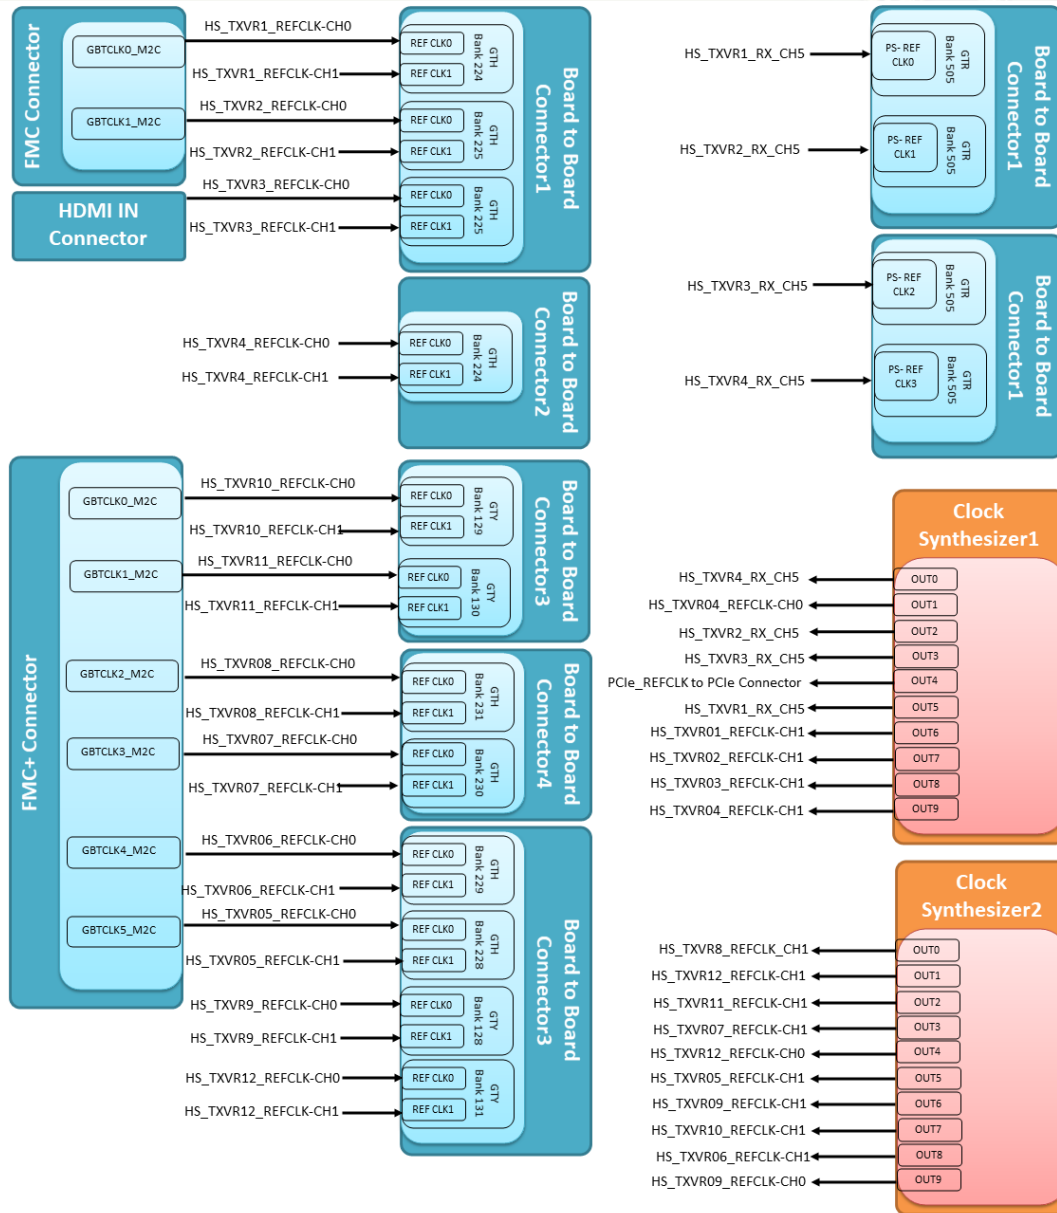 FMC Connector
GBTCLK0_M2C
GBTCLK1_M2C
HS_TXVR1_REFCLK-CH0
HS_TXVR1_REFCLK-CH1
HS_TXVR2_REFCLK-CH0
HS_TXVR2_REFCLK-CH1
HS_TXVR3_REFCLK-CH0
HS_TXVR3_REFCLK-CH1
HDMI IN
Connector
REF CLK0
REF CLK1
GTH
Bank 224
REF CLK0
REF CLK1
GTH
Bank 225
REF CLK0
REF CLK1
GTH
Bank 225
Board to Board
Connector1
HS_TXVR4_REFCLK-CH0
HS_TXVR4_REFCLK-CH1
REF CLK0
REF CLK1
GTH
Bank 224
Board to Board
Connector2
FMC+ Connector
GBTCLK0_M2C
GBTCLK1_M2C
GBTCLK2_M2C
GBTCLK3_M2C
GBTCLK4_M2C
GBTCLK5_M2C
HS_TXVR10_REFCLK-CH0
HS_TXVR10_REFCLK-CH1
HS_TXVR11_REFCLK-CH0
HS_TXVR11_REFCLK-CH1
REF CLK0
REF CLK1
GTY
Bank 129
REF CLK0
REF CLK1
GTY
Bank 130
Board to Board
Connector3
HS_TXVR08_REFCLK-CH0
HS_TXVR08_REFCLK-CH1
HS_TXVR07_REFCLK-CH0
HS_TXVR07_REFCLK-CH1
REF CLK0
REF CLK1
GTH
Bank 231
REF CLK0
REF CLK1
GTH
Bank 230
Board to Board
Connector4
HS_TXVR06_REFCLK-CH0
HS_TXVR06_REFCLK-CH1
HS_TXVR05_REFCLK-CH0
HS_TXVR05_REFCLK-CH1
HS_TXVR9_REFCLK-CH0
HS_TXVR9_REFCLK-CH1
HS_TXVR12_REFCLK-CH0
HS_TXVR12_REFCLK-CH1
REF CLK0
REF CLK1
GTH
Bank 229
REF CLK0
REF CLK1
GTH
Bank 228
REF CLK0
REF CLK1
GTY
Bank 128
REF CLK0
REF CLK1
GTY
Bank 131
Board to Board
Connector3
HS_TXVR1_RX_CH5
HS_TXVR2_RX_CH5
PS- REF
CLK0
GTR
Bank 505
PS- REF
CLK1
GTR
Bank 505
Board to Board
Connector1
HS_TXVR3_RX_CH5
HS_TXVR4_RX_CH5
PS- REF
CLK2
GTR
Bank 505
PS- REF
CLK3
GTR
Bank 505
Board to Board
Connector1
Clock
Synthesizer1
HS_TXVR4_RX_CH5 OUT0
HS_TXVR04_REFCLK-CH0 OUT1
HS_TXVR2_RX_CH5 OUT2
HS_TXVR3_RX_CH5 OUT3
PCIe_REFCLK to PCIe Connector OUT4
HS_TXVR1_RX_CH5 OUT5
HS_TXVR01_REFCLK-CH1 OUT6
HS_TXVR02_REFCLK-CH1 OUT7
HS_TXVR03_REFCLK-CH1 OUT8
HS_TXVR04_REFCLK-CH1 OUT9
Clock
Synthesizer2
HS_TXVR8_REFCLK_CH1 OUT0
HS_TXVR12_REFCLK-CH1 OUT1
HS_TXVR11_REFCLK-CH1 OUT2
HS_TXVR07_REFCLK-CH1 OUT3
HS_TXVR12_REFCLK-CH0 OUT4
HS_TXVR05_REFCLK-CH1 OUT5
HS_TXVR09_REFCLK-CH1 OUT6
HS_TXVR10_REFCLK-CH1 OUT7
HS_TXVR06_REFCLK-CH1 OUT8
HS_TXVR09_REFCLK-CH0 OUT9